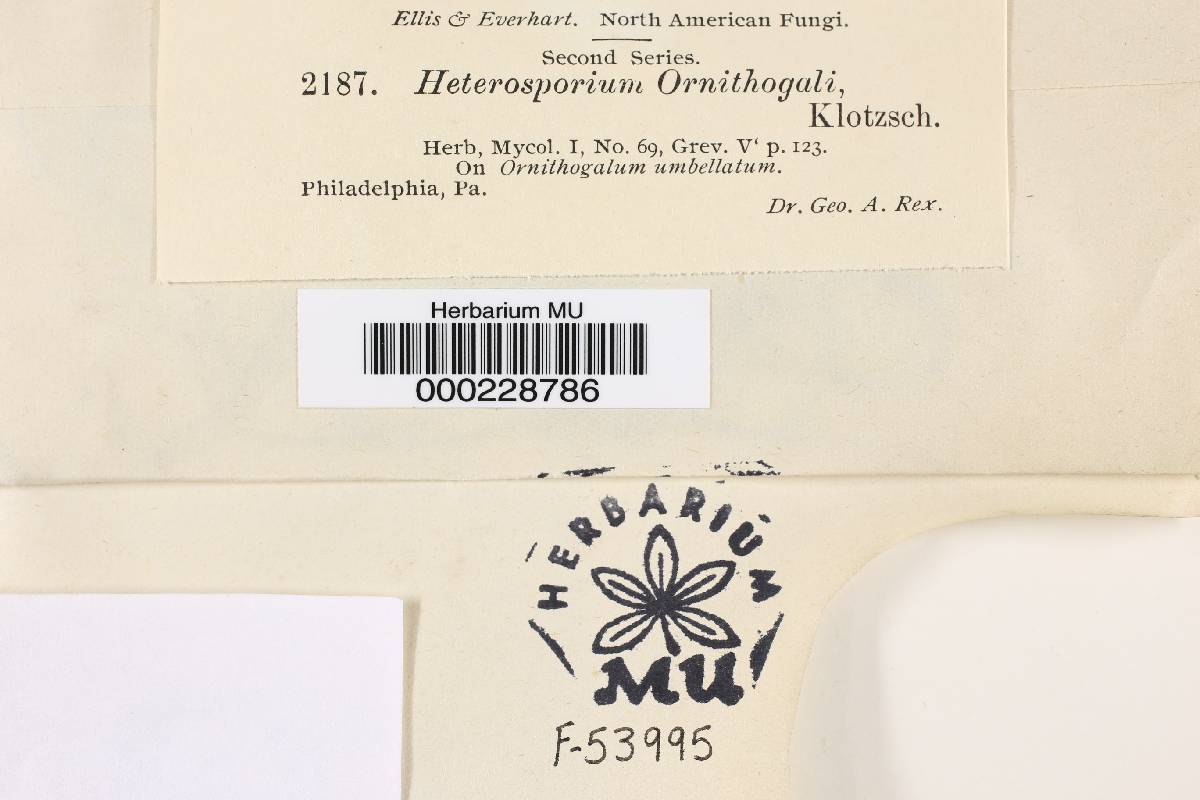 Ellis & Everhart. North American Fungi.
Second Series.
2187. Heterosporium Ornithogali,
Klotzsch.
Herb, Mycol. I, No. 69, Grev. V‘ p. 123.
On Ornithogalum umbellatum.
Philadelphia, Pa.
Dr. Geo. A. Rex.
Herbarium MU
000228786
HERBARIUM
MU
F-53995